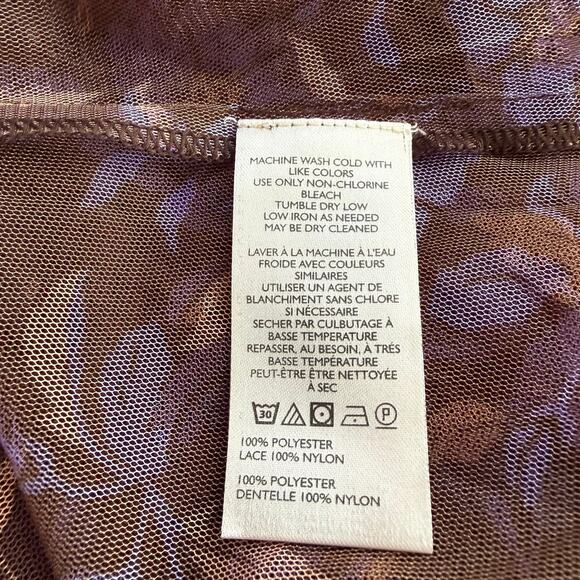 MACHINE WASH COLD WITH
LIKE COLORS
USE ONLY NON-CHLORINE
BLEACH
TUMBLE DRY LOW
LOW IRON AS NEEDED
MAY BE DRY CLEANED
LAVER À LA MACHINE À L'EAU
FROIDE AVEC COULEURS
SIMILAIRES
UTILISER UN AGENT DE
BLANCHIMENT SANS CHLORE
SI NÉCESSAIRE
SECHER PAR CULBUTAGE À
BASSE TEMPERATURE
REPASSER, AU BESOIN, À TRÉS
BASSE TEMPÉRATURE
PEUT-ÊTRE ÊTRE NETTOYÉE
À SEC
30 P
100% POLYESTER
LACE 100% NYLON
100% POLYESTER
DENTELLE 100% NYLON